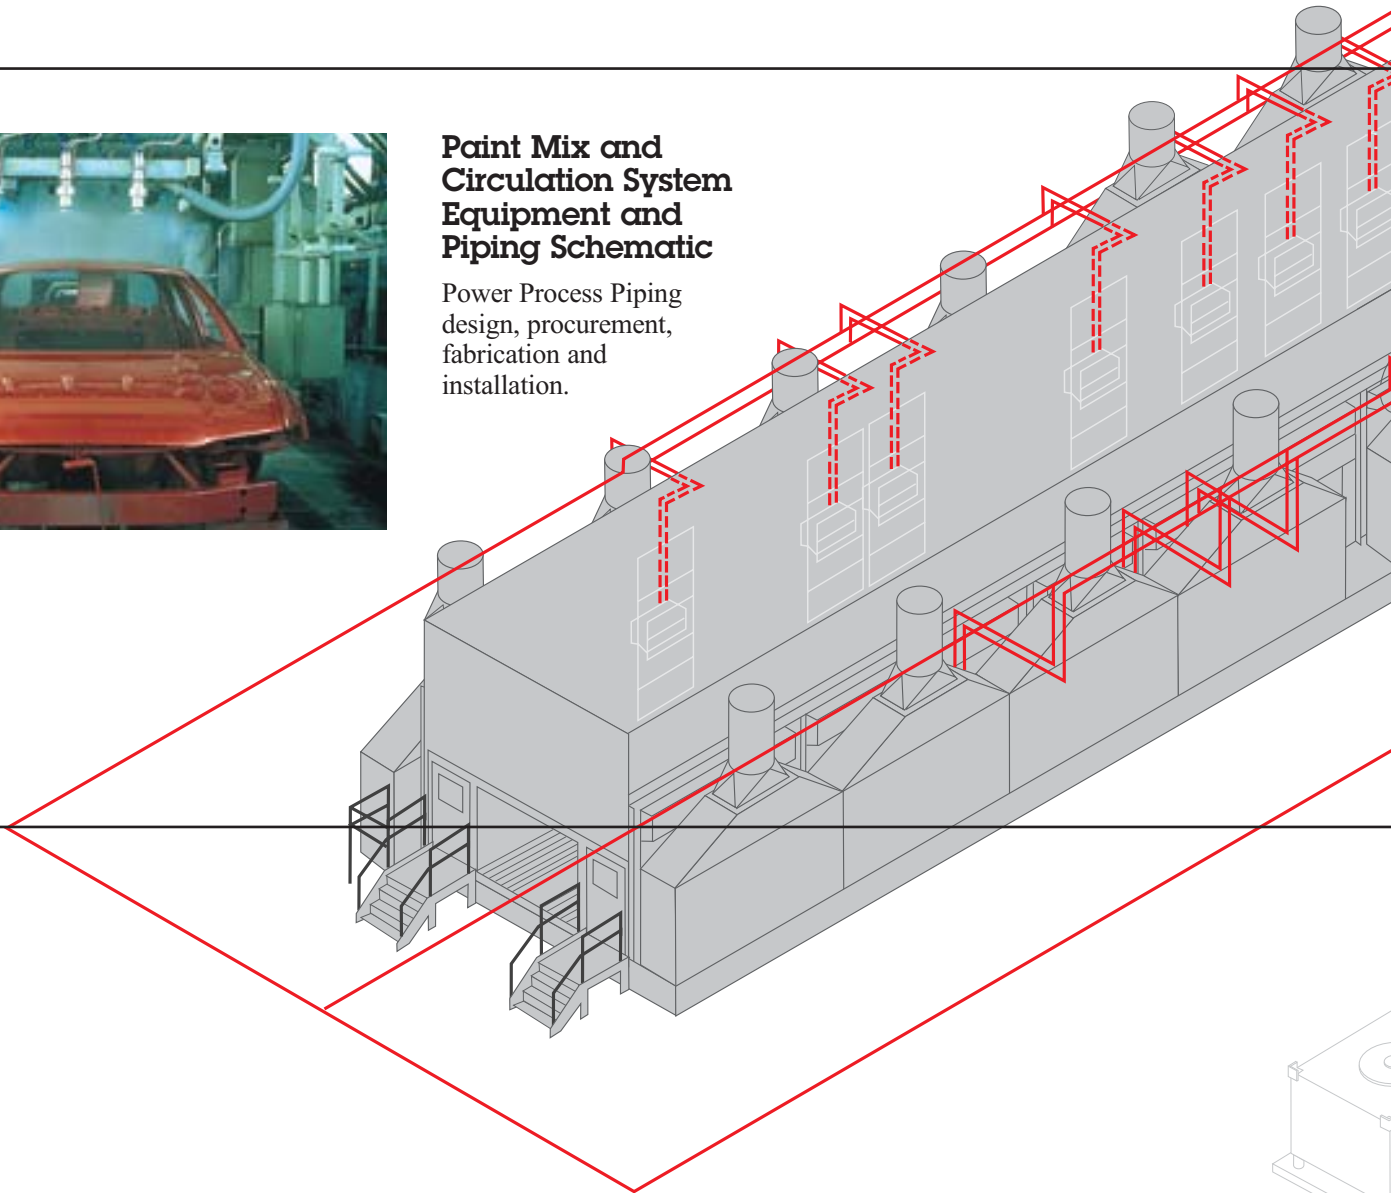 Paint Mix and
Circulation System
Equipment and
Piping Schematic
Power Process Piping
design, procurement,
fabrication and
installation.